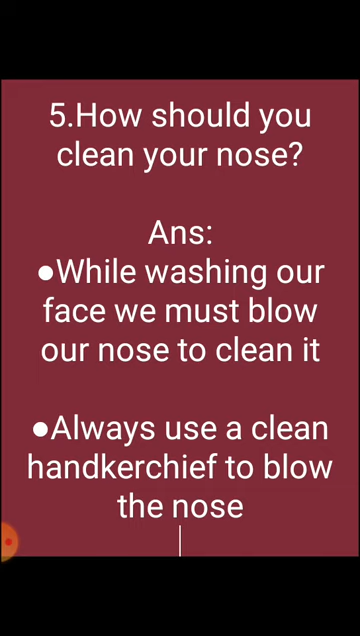 5.How should you
clean your nose?
Ans:
●While washing our
face we must blow
our nose to clean it
●Always use a clean
handkerchief to blow
the nose